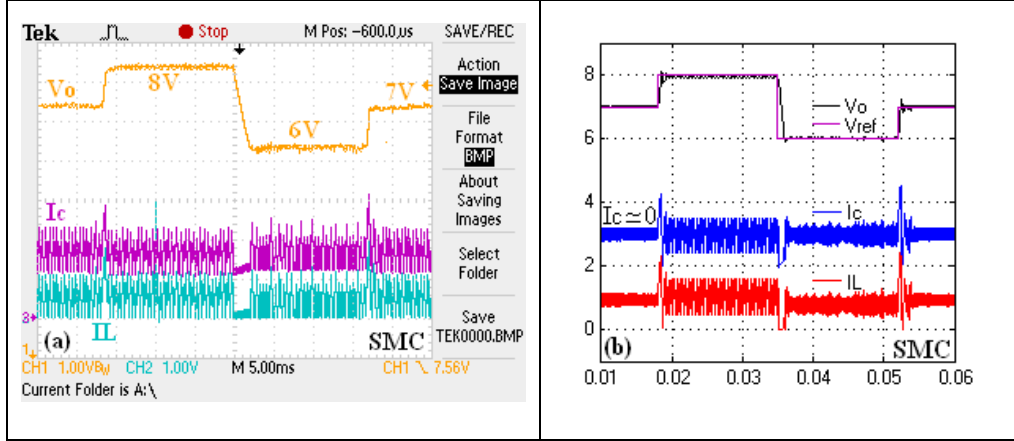 Tek Stop M Pos: -600.0us SAVE/REC
Action
Save Image
File
Format
BMP
About
Saving
Images
Select
Folder
Save
TEK0000.BMP
Vo 8V 6V 7V
Ic
3
IL
1
(a) SMC
CH1 1.00VBW CH2 1.00V M 5.00ms CH1 7.56V
Current Folder is A:\
8
6
4
2
0
Vo
Vref
Ic≃0
Ic
IL
(b) SMC
0.01 0.02 0.03 0.04 0.05 0.06